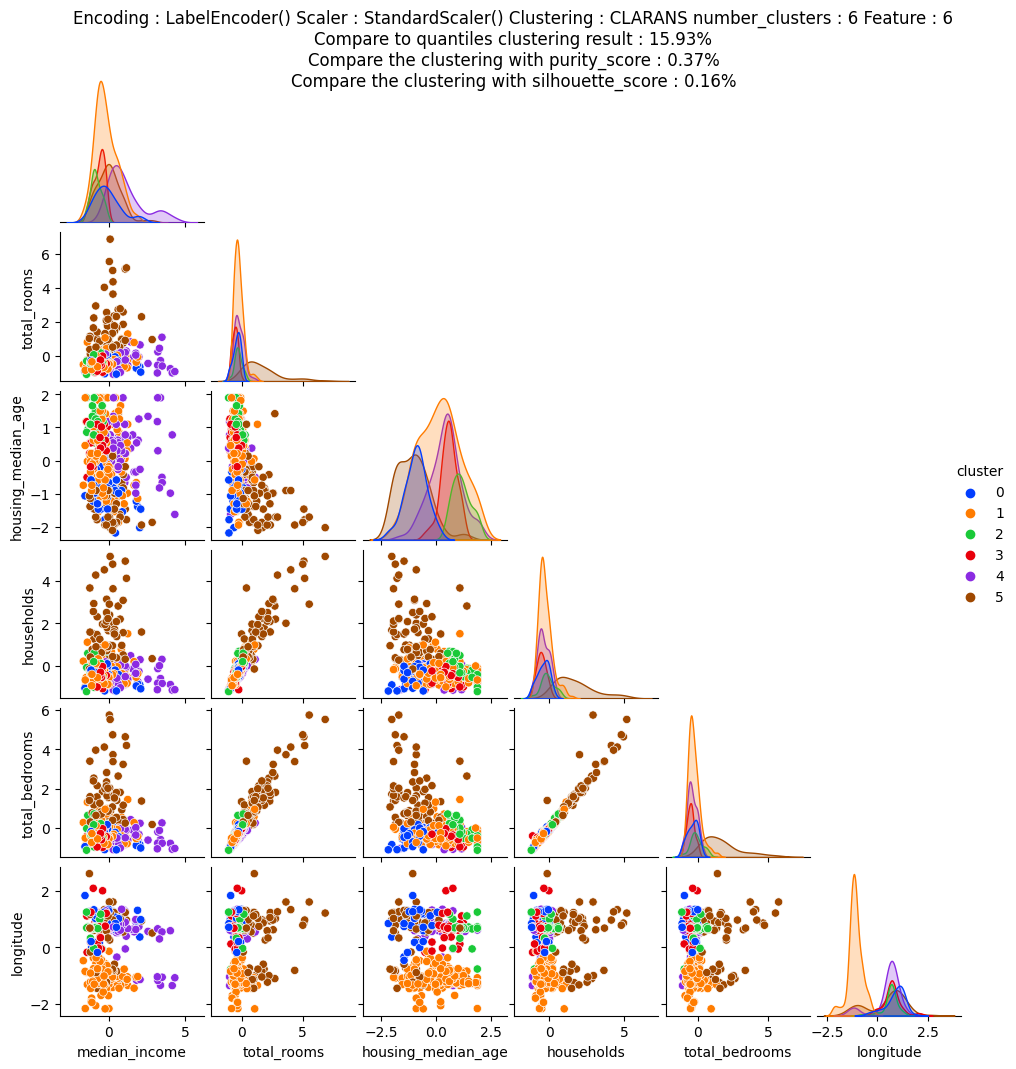 Encoding : LabelEncoder() Scaler : StandardScaler() Clustering : CLARANS number_clusters : 6 Feature : 6
Compare to quantiles clustering result : 15.93%
Compare the clustering with purity_score : 0.37%
Compare the clustering with silhouette_score : 0.16%
total_rooms
6
4
2
0
housing_median_age
2
1
0
−1
−2
households
4
2
0
total_bedrooms
6
4
2
0
longitude
2
0
−2
0
5
0
5
−2.5
0.0
2.5
0
5
0
5
−2.5
0.0
2.5
median_income
total_rooms
housing_median_age
households
total_bedrooms
longitude
cluster
0
1
2
3
4
5